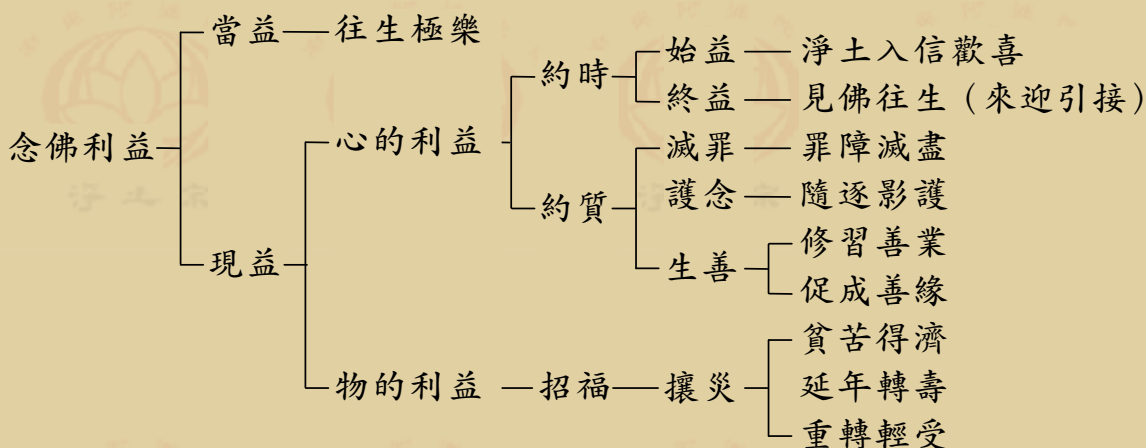 念佛利益
當益
往生極樂
現益
心的利益
約時
始益
淨土入信歡喜
終益
見佛往生（來迎引接）
約質
滅罪
罪障滅盡
護念
隨逐影護
生善
修習善業
促成善緣
物的利益
招福
攘災
貧苦得濟
延年轉壽
重轉輕受